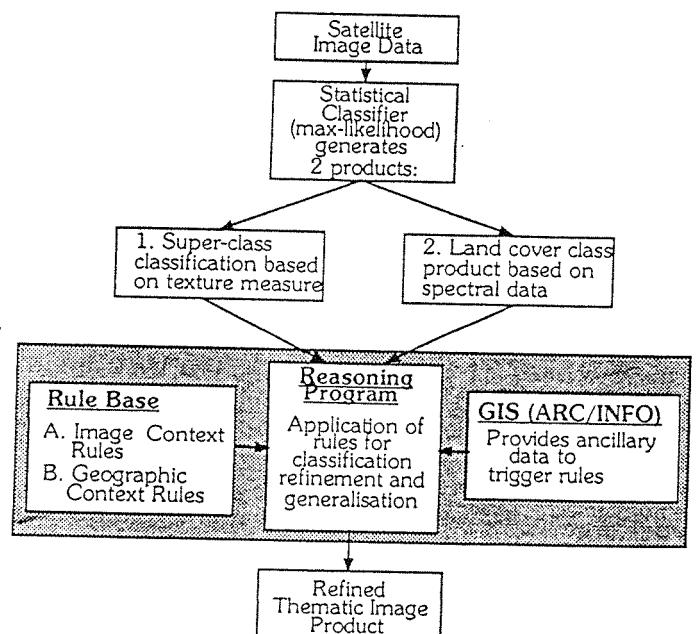 Satellite
Image Data
Statistical
Classifier
(max-likelihood)
generates
2 products:
1. Super-class
classification based
on texture measure
2. Land cover class
product based on
spectral data
Rule Base
A. Image Context
Rules
B. Geographic
Context Rules
Reasoning
Program
Application of
rules for
classification
refinement and
generalisation
GIS (ARC/INFO)
Provides ancillary
data to
trigger rules
Refined
Thematic Image
Product